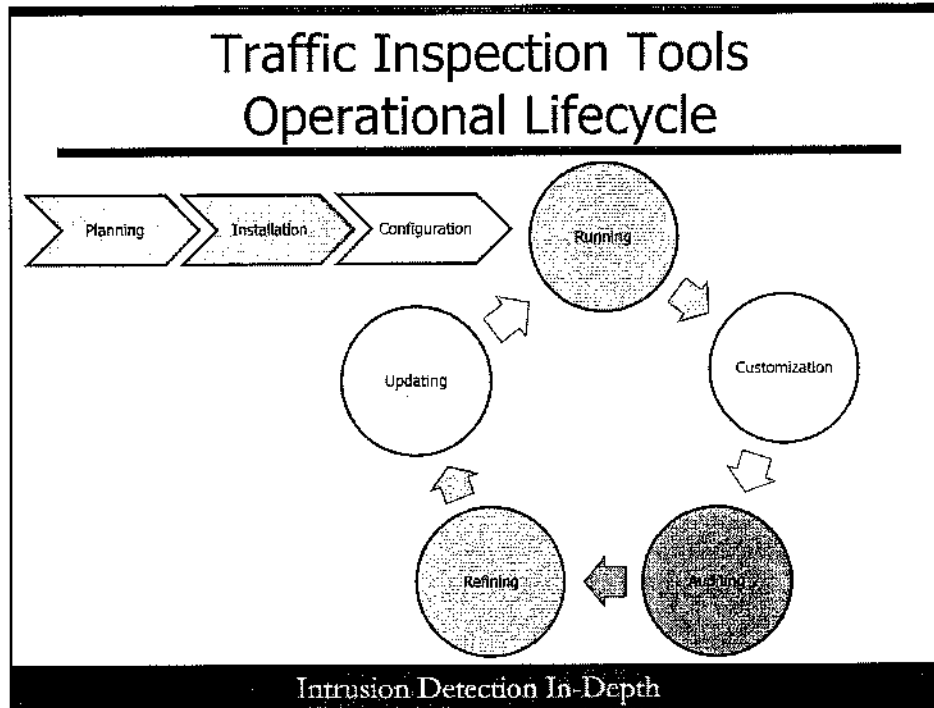 Traffic Inspection Tools
Operational Lifecycle
Planning
Installation
Configuration
Running
Customization
Auditing
Refining
Updating
Intrusion Detection In-Depth